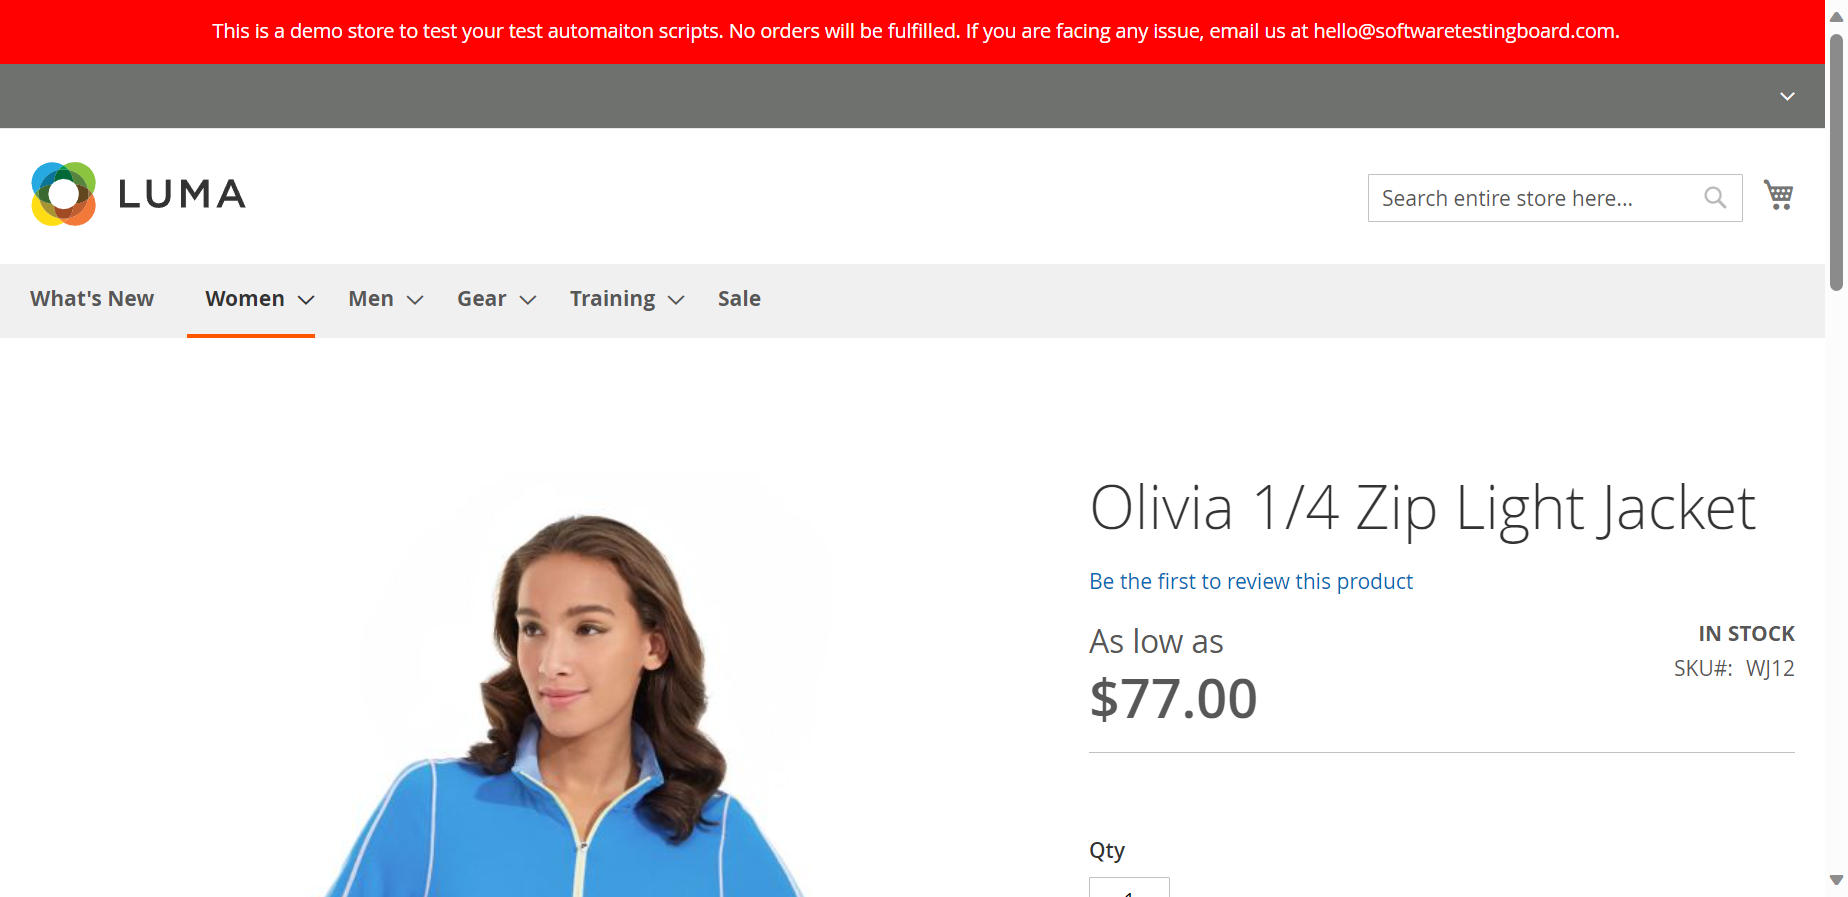 This is a demo store to test your test automaiton scripts. No orders will be fulfilled. If you are facing any issue, email us at hello@softwaretestingboard.com.
LUMA
Search entire store here...
What's New
Women
Men
Gear
Training
Sale
Olivia 1/4 Zip Light Jacket
Be the first to review this product
As low as
IN STOCK
$77.00
SKU#: WJ12
Qty
1